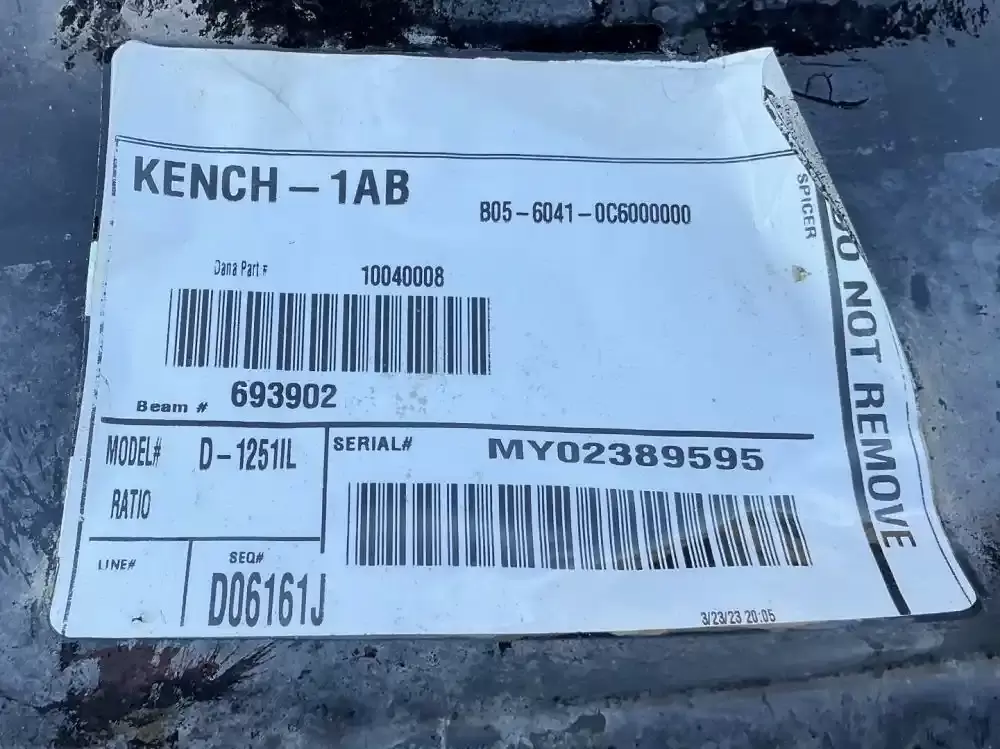 KENCH-1AB
B05-6041-0C6000000
SPICER
DO NOT REMOVE
Dana Part # 10040008
Beam # 693902
MODEL# D-1251IL
SERIAL# MY02389595
RATIO
LINE#
SEQ#
D06161J
3/23/23 20:05